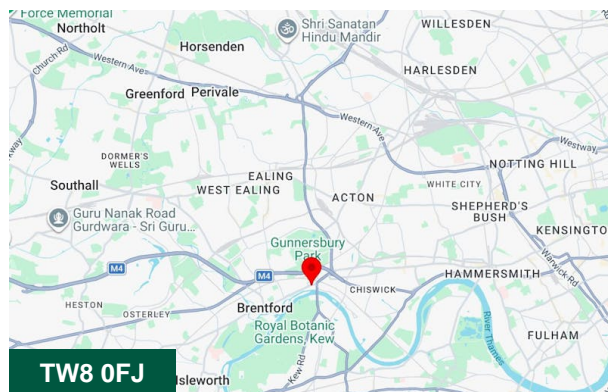 Force Memorial
Northolt
Church Rd
Western Ave
Horsenden
Shri Sanatan
Hindu Mandir
WILLESDEN
HARLESDEN
Greenford
Perivale
Western Ave
Westway
DORMER'S
WELLS
Southall
EALING
WEST EALING
ACTON
WHITE CITY
NOTTING HILL
SHEPHERD'S
BUSH
KENSINGTON
Guru Nanak Road
Gurdwara - Sri Guru...
Gunnersbury
Park
Warwick Rd
M4
M4
HAMMERSMITH
CHISWICK
HESTON
OSTERLEY
Brentford
Royal Botanic
Gardens, Kew
River Thames
FULHAM
Kew Rd
TW8 0FJ